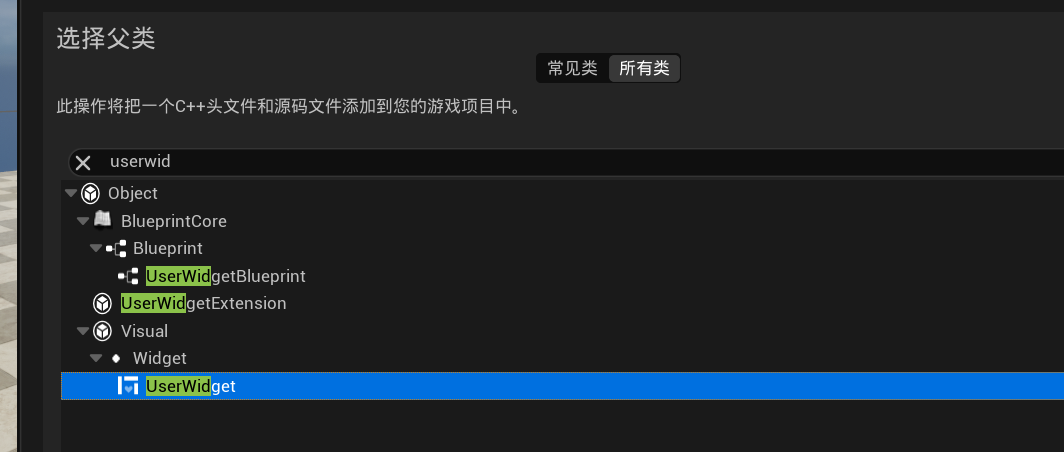 选择父类
常见类 所有类
此操作将把一个C++头文件和源码文件添加到您的游戏项目中。
userwid
Object
BlueprintCore
Blueprint
UserWidgetBlueprint
UserWidgetExtension
Visual
Widget
UserWidget